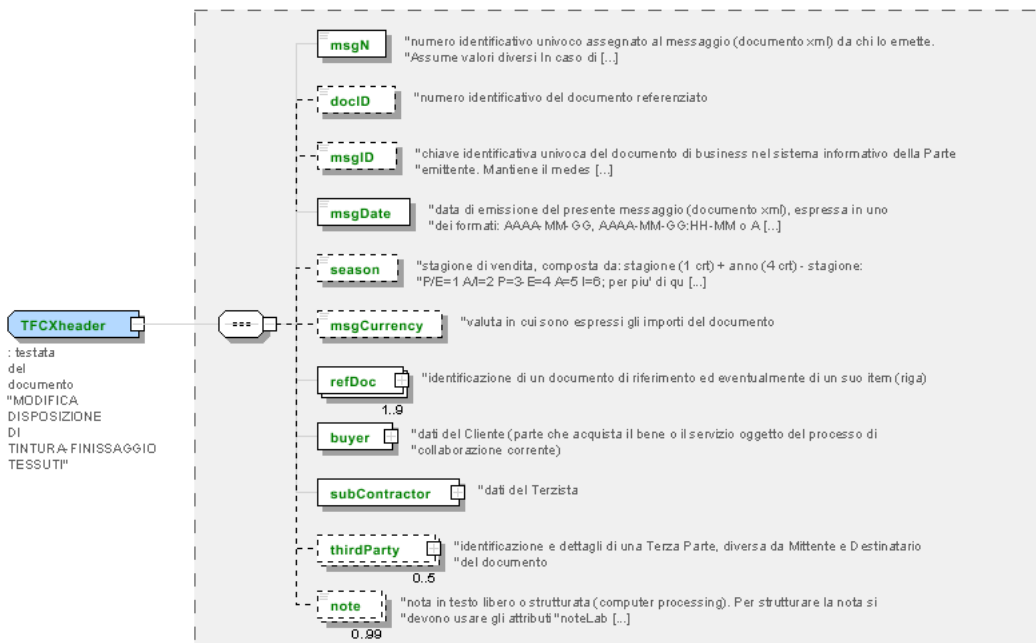 msgN
"numero identificativo univoco assegnato al messaggio (documento xml) da chi lo emette.
"Assume valori diversi In caso di [...]
docID
"numero identificativo del documento referenziato
msgID
"chiave identificativa univoca del documento di business nel sistema informativo della Parte
"emittente. Mantiene il medes [...]
msgDate
"data di emissione del presente messaggio (documento xml), espressa in uno
"dei formati: AAAA-MM-GG, AAAA-MM-GG:HH-MM o A [...]
season
"stagione di vendita, composta da: stagione (1 crt) + anno (4 crt) - stagione:
"P/E=1 A/I=2 P=3- E=4 A=5 I=6; per piu' di qu [...]
TFCXheader
: testata
del
documento
"MODIFICA
DISPOSIZIONE
DI
TINTURA-FINISSAGGIO
TESSUTI"
msgCurrency
"valuta in cui sono espressi gli importi del documento
refDoc
"identificazione di un documento di riferimento ed eventualmente di un suo item (riga)
1..9
buyer
"dati del Cliente (parte che acquista il bene o il servizio oggetto del processo di
"collaborazione corrente)
subContractor
"dati del Terzista
thirdParty
"identificazione e dettagli di una Terza Parte, diversa da Mittente e Destinatario
"del documento
0..5
note
"nota in testo libero o strutturata (computer processing). Per strutturare la nota si
"devono usare gli attributi "noteLab [...]
0..99